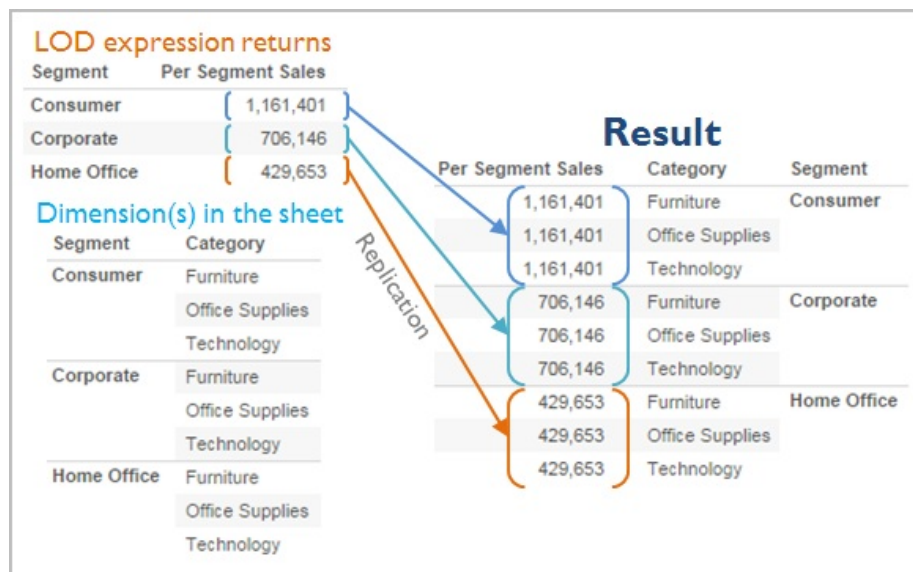 LOD expression returns
Segment Per Segment Sales
Consumer 1,161,401
Corporate 706,146
Home Office 429,653
Dimension(s) in the sheet
Segment Category
Consumer Furniture
Office Supplies
Technology
Corporate Furniture
Office Supplies
Technology
Home Office Furniture
Office Supplies
Technology
Replication
Result
Per Segment Sales Category Segment
1,161,401 Furniture Consumer
1,161,401 Office Supplies
1,161,401 Technology
706,146 Furniture Corporate
706,146 Office Supplies
706,146 Technology
429,653 Furniture Home Office
429,653 Office Supplies
429,653 Technology